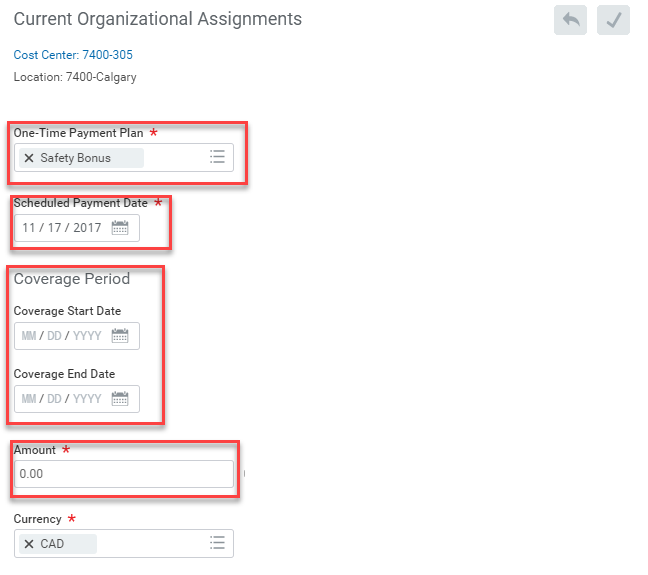 Current Organizational Assignments
Cost Center: 7400-305
Location: 7400-Calgary
One-Time Payment Plan *
× Safety Bonus
Scheduled Payment Date *
11 / 17 / 2017
Coverage Period
Coverage Start Date
MM / DD / YYYY
Coverage End Date
MM / DD / YYYY
Amount *
0.00
Currency *
× CAD